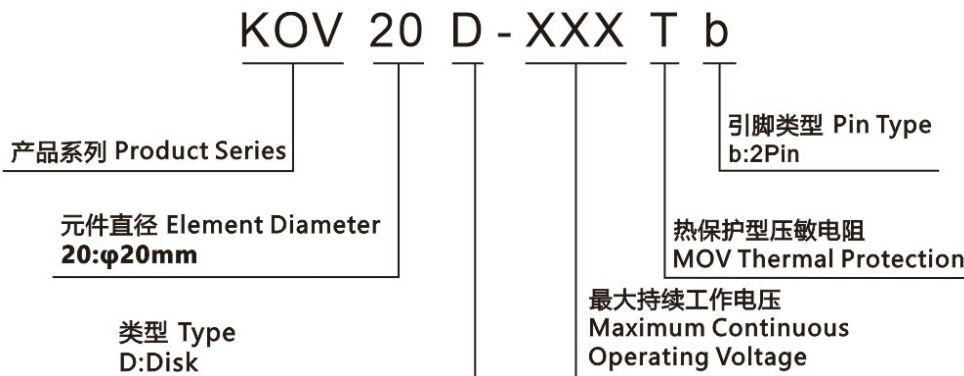 KOV 20 D - XXX T b
引脚类型 Pin Type
b:2Pin
产品系列 Product Series
元件直径 Element Diameter
20:φ20mm
热保护型压敏电阻
MOV Thermal Protection
最大持续工作电压
Maximum Continuous
Operating Voltage
类型 Type
D:Disk